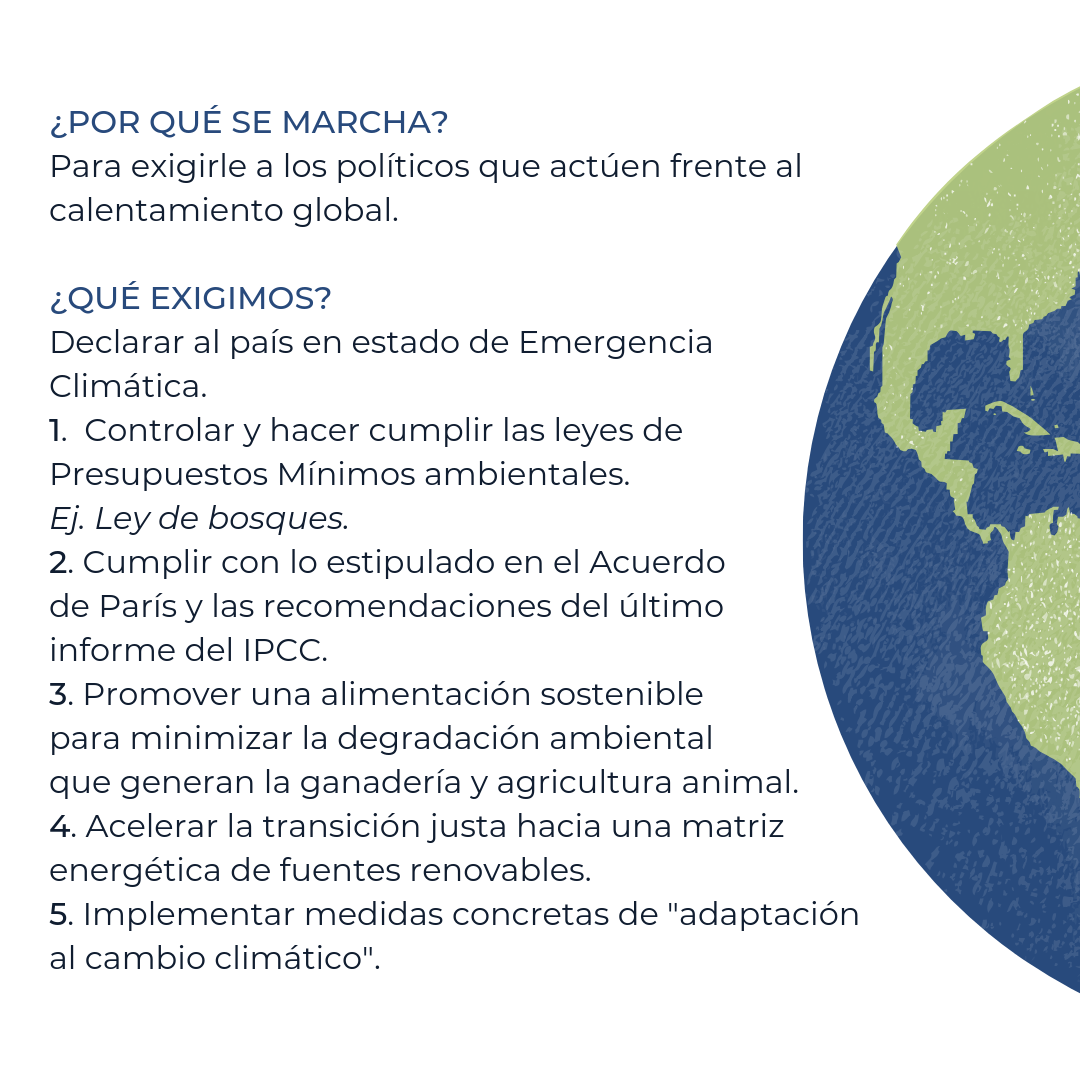 ¿POR QUÉ SE MARCHA?
Para exigirle a los políticos que actúen frente al
calentamiento global.
¿QUÉ EXIGIMOS?
Declarar al país en estado de Emergencia
Climática.
1.  Controlar y hacer cumplir las leyes de
Presupuestos Mínimos ambientales.
Ej. Ley de bosques.
2. Cumplir con lo estipulado en el Acuerdo
de París y las recomendaciones del último
informe del IPCC.
3. Promover una alimentación sostenible
para minimizar la degradación ambiental
que generan la ganadería y agricultura animal.
4. Acelerar la transición justa hacia una matriz
energética de fuentes renovables.
5. Implementar medidas concretas de "adaptación
al cambio climático".